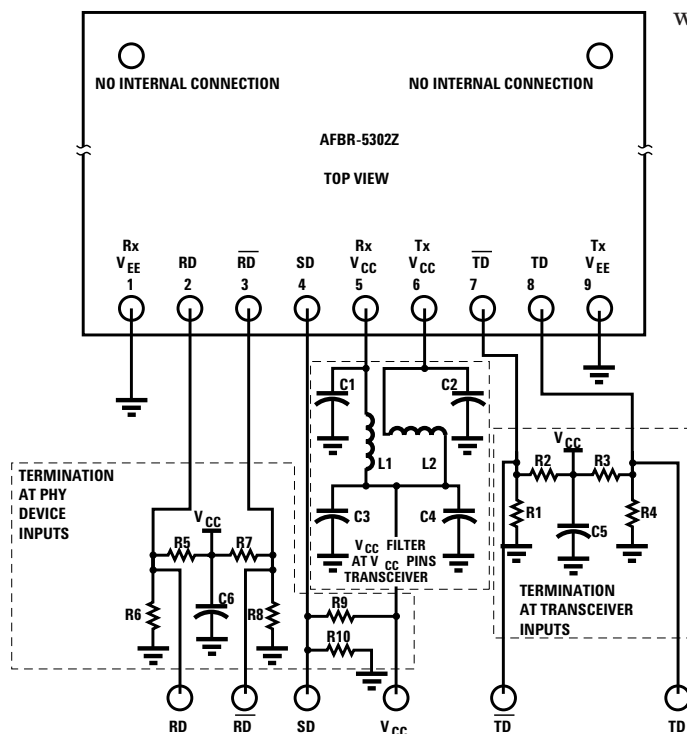 W
NO INTERNAL CONNECTION
NO INTERNAL CONNECTION
AFBR-5302Z
TOP VIEW
Rx
VEE
1
RD
2
RD
3
SD
4
Rx
VCC
5
Tx
VCC
6
TD
7
TD
8
Tx
VEE
9
C1
C2
L1
L2
C3
C4
VCC FILTER
AT VCC PINS
TRANSCEIVER
TERMINATION
AT PHY
DEVICE
INPUTS
VCC
R5
R7
C6
R6
R8
R9
R10
VCC
R2
R3
R1
C5
R4
TERMINATION
AT TRANSCEIVER
INPUTS
RD
RD
SD
VCC
TD
TD